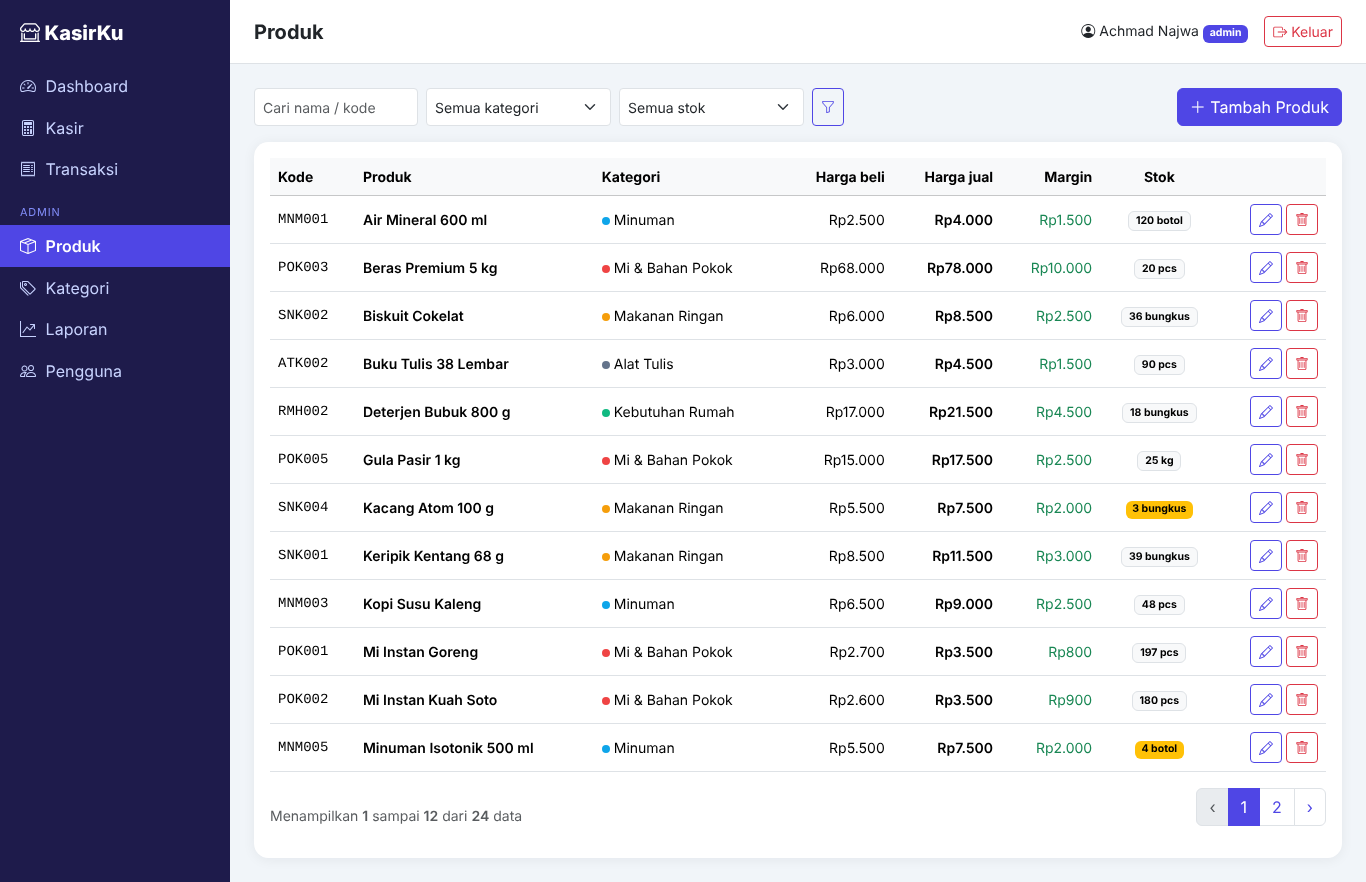 KasirKu
Produk
Achmad Najwa admin
Keluar
Dashboard
Kasir
Transaksi
ADMIN
Produk
Kategori
Laporan
Pengguna
Cari nama / kode
Semua kategori
Semua stok
+ Tambah Produk
Kode Produk Kategori Harga beli Harga jual Margin Stok
MNM001 Air Mineral 600 ml Minuman Rp2.500 Rp4.000 Rp1.500 120 botol
POK003 Beras Premium 5 kg Mi & Bahan Pokok Rp68.000 Rp78.000 Rp10.000 20 pcs
SNK002 Biskuit Cokelat Makanan Ringan Rp6.000 Rp8.500 Rp2.500 36 bungkus
ATK002 Buku Tulis 38 Lembar Alat Tulis Rp3.000 Rp4.500 Rp1.500 90 pcs
RMH002 Deterjen Bubuk 800 g Kebutuhan Rumah Rp17.000 Rp21.500 Rp4.500 18 bungkus
POK005 Gula Pasir 1 kg Mi & Bahan Pokok Rp15.000 Rp17.500 Rp2.500 25 kg
SNK004 Kacang Atom 100 g Makanan Ringan Rp5.500 Rp7.500 Rp2.000 3 bungkus
SNK001 Keripik Kentang 68 g Makanan Ringan Rp8.500 Rp11.500 Rp3.000 39 bungkus
MNM003 Kopi Susu Kaleng Minuman Rp6.500 Rp9.000 Rp2.500 48 pcs
POK001 Mi Instan Goreng Mi & Bahan Pokok Rp2.700 Rp3.500 Rp800 197 pcs
POK002 Mi Instan Kuah Soto Mi & Bahan Pokok Rp2.600 Rp3.500 Rp900 180 pcs
MNM005 Minuman Isotonik 500 ml Minuman Rp5.500 Rp7.500 Rp2.000 4 botol
Menampilkan 1 sampai 12 dari 24 data
‹ 1 2 ›